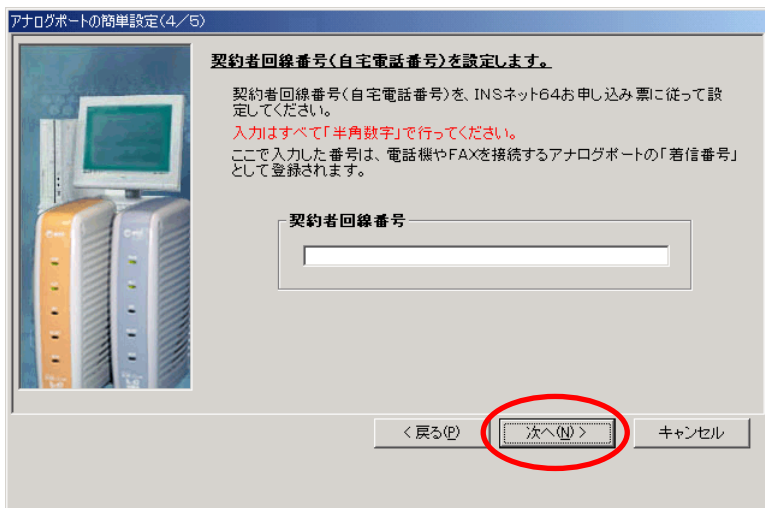 アナログポートの簡単設定(4／5)
契約者回線番号(自宅電話番号)を設定します。
契約者回線番号(自宅電話番号)を、INSネット64お申し込み票に従って設
定してください。
入力はすべて「半角数字」で行ってください。
ここで入力した番号は、電話機やFAXを接続するアナログポートの「着信番号」
として登録されます。
契約者回線番号
< 戻る(P)
次へ(N) >
キャンセル